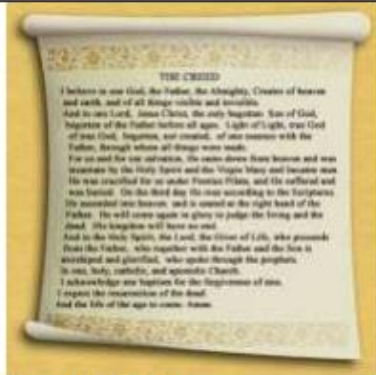 THE CREED
I believe in one God, the Father, the Almighty, Creator of heaven
and earth, and of all things visible and invisible.
And in one Lord, Jesus Christ, the only begotten Son of God,
begotten of the Father before all ages. Light of Light, true God
of true God, begotten, not created, of one essence with the
Father, through whom all things were made.
For us and for our salvation, He came down from heaven and was
incarnate by the Holy Spirit and the Virgin Mary and became man.
He was crucified for us under Pontius Pilate, and He suffered and
was buried. On the third day He rose according to the Scriptures.
He ascended into heaven and is seated at the right hand of the
Father. He will come again in glory to judge the living and the
dead. His kingdom will have no end.
And in the Holy Spirit, the Lord, the Giver of Life, who proceeds
from the Father, who together with the Father and the Son is
worshiped and glorified, who spoke through the prophets.
In one, holy, catholic, and apostolic Church.
I acknowledge one baptism for the forgiveness of sins.
I expect the resurrection of the dead.
And the life of the age to come. Amen.